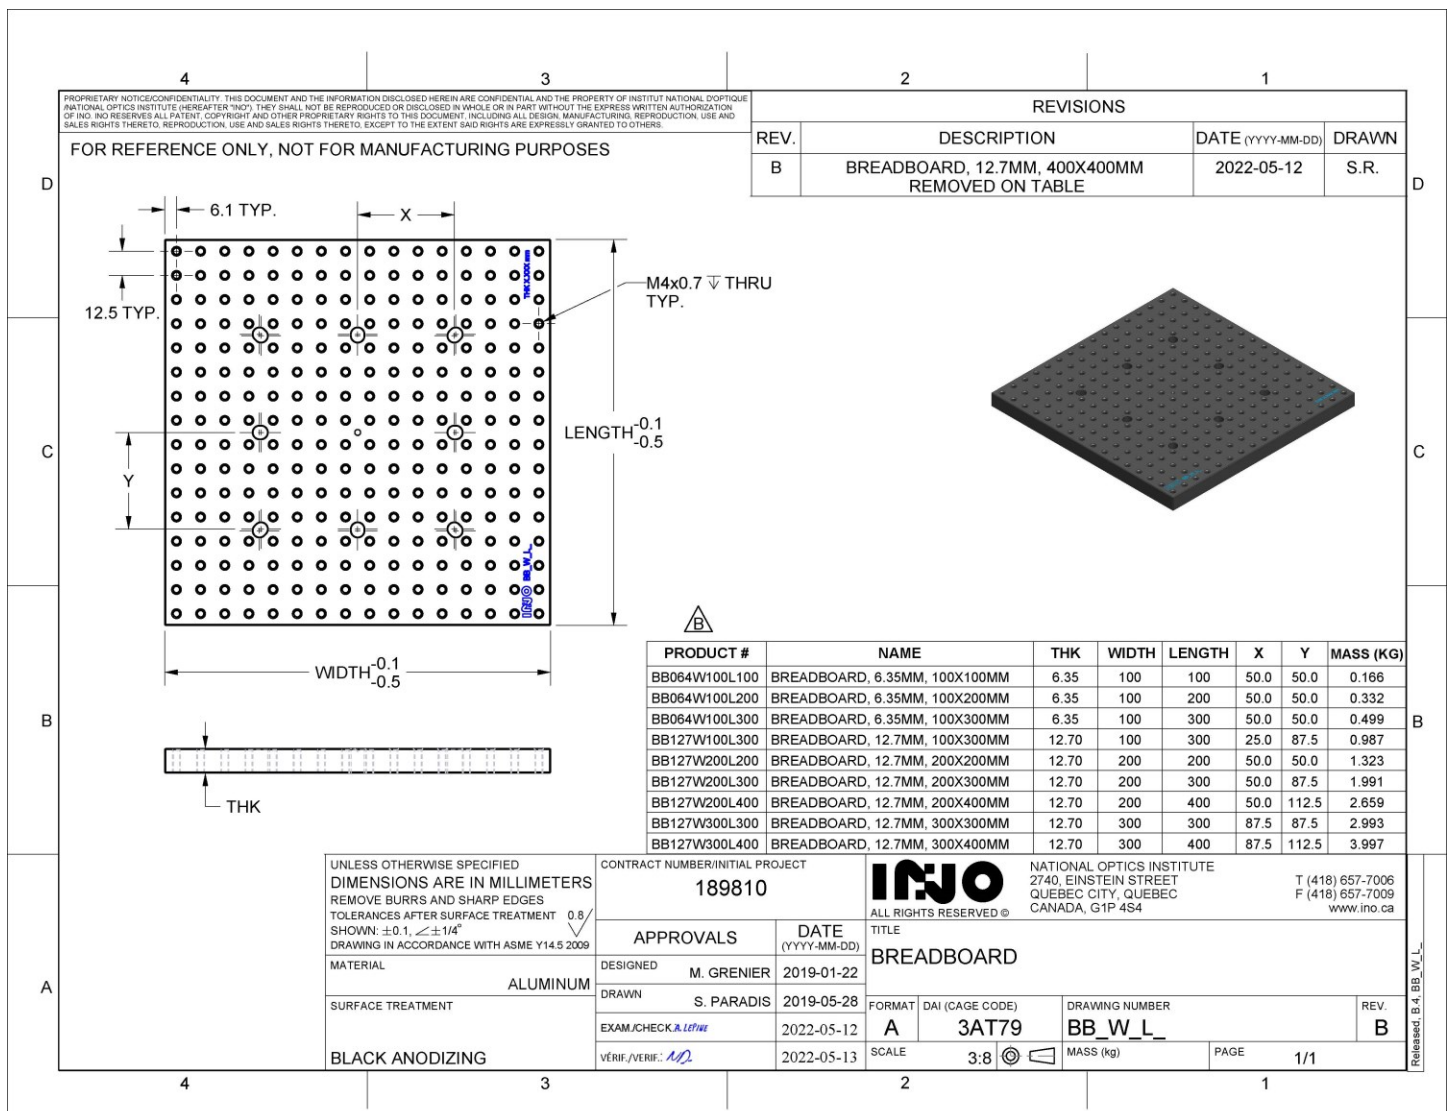 4 3 2 1
PROPRIETARY NOTICE/CONFIDENTIALITY. THIS DOCUMENT AND THE INFORMATION DISCLOSED HEREIN ARE CONFIDENTIAL AND THE PROPERTY OF INSTITUT NATIONAL D'OPTIQUE
/NATIONAL OPTICS INSTITUTE (HEREAFTER "INO"). THEY SHALL NOT BE REPRODUCED OR DISCLOSED IN WHOLE OR IN PART WITHOUT THE EXPRESS WRITTEN AUTHORIZATION
OF INO. INO RESERVES ALL PATENT, COPYRIGHT AND OTHER PROPRIETARY RIGHTS TO THIS DOCUMENT, INCLUDING ALL DESIGN, MANUFACTURING, REPRODUCTION, USE AND
SALES RIGHTS THERETO, REPRODUCTION, USE AND SALES RIGHTS THERETO, EXCEPT TO THE EXTENT SAID RIGHTS ARE EXPRESSLY GRANTED TO OTHERS.
FOR REFERENCE ONLY, NOT FOR MANUFACTURING PURPOSES
REVISIONS
REV. DESCRIPTION DATE (YYYY-MM-DD) DRAWN
B BREADBOARD, 12.7MM, 400X400MM 2022-05-12 S.R.
REMOVED ON TABLE
D D
6.1 TYP.
X
THK X.XXX mm
M4x0.7 ↧ THRU
TYP.
12.5 TYP.
C C
LENGTH -0.1
-0.5
Y
INO BB_W_L_
WIDTH -0.1
-0.5
THK
B B
B
PRODUCT # NAME THK WIDTH LENGTH X Y MASS (KG)
BB064W100L100 BREADBOARD, 6.35MM, 100X100MM 6.35 100 100 50.0 50.0 0.166
BB064W100L200 BREADBOARD, 6.35MM, 100X200MM 6.35 100 200 50.0 50.0 0.332
BB064W100L300 BREADBOARD, 6.35MM, 100X300MM 6.35 100 300 50.0 50.0 0.499
BB127W100L300 BREADBOARD, 12.7MM, 100X300MM 12.70 100 300 25.0 87.5 0.987
BB127W200L200 BREADBOARD, 12.7MM, 200X200MM 12.70 200 200 50.0 50.0 1.323
BB127W200L300 BREADBOARD, 12.7MM, 200X300MM 12.70 200 300 50.0 87.5 1.991
BB127W200L400 BREADBOARD, 12.7MM, 200X400MM 12.70 200 400 50.0 112.5 2.659
BB127W300L300 BREADBOARD, 12.7MM, 300X300MM 12.70 300 300 87.5 87.5 2.993
BB127W300L400 BREADBOARD, 12.7MM, 300X400MM 12.70 300 400 87.5 112.5 3.997
UNLESS OTHERWISE SPECIFIED
DIMENSIONS ARE IN MILLIMETERS
REMOVE BURRS AND SHARP EDGES
TOLERANCES AFTER SURFACE TREATMENT 0.8
SHOWN: ±0.1, ∠±1/4°
DRAWING IN ACCORDANCE WITH ASME Y14.5 2009
MATERIAL
ALUMINUM
SURFACE TREATMENT
BLACK ANODIZING
CONTRACT NUMBER/INITIAL PROJECT
189810
APPROVALS DATE
(YYYY-MM-DD)
DESIGNED M. GRENIER 2019-01-22
DRAWN S. PARADIS 2019-05-28
EXAM./CHECK. A. LEPINE 2022-05-12
VÉRIF./VERIF.: 2022-05-13
INO
ALL RIGHTS RESERVED ©
NATIONAL OPTICS INSTITUTE
2740, EINSTEIN STREET
QUEBEC CITY, QUEBEC
CANADA, G1P 4S4
T (418) 657-7006
F (418) 657-7009
www.ino.ca
TITLE
BREADBOARD
FORMAT DAI (CAGE CODE) DRAWING NUMBER REV.
A 3AT79 BB_W_L_ B
SCALE 3:8 MASS (kg) PAGE 1/1
Released, B.4, BB_W_L_
A
4 3 2 1